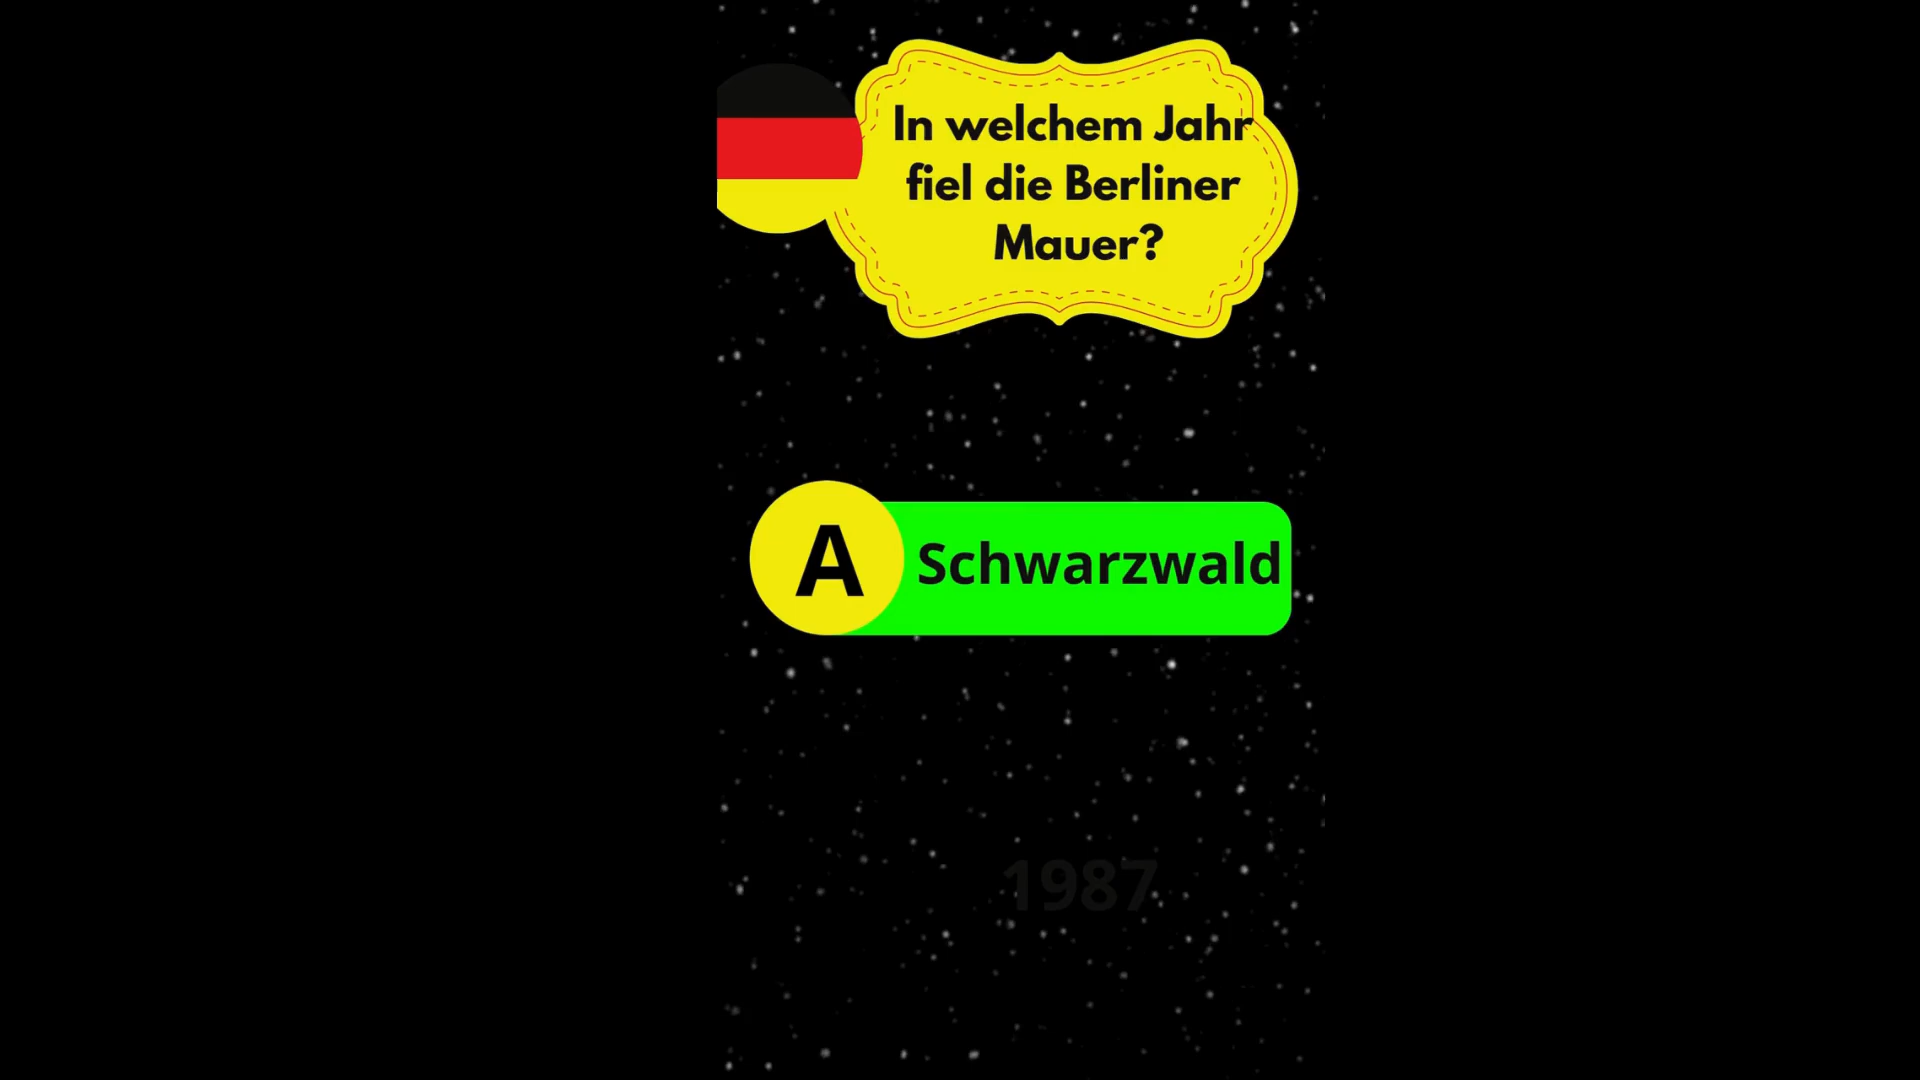 In welchem Jahr
fiel die Berliner
Mauer?
A
Schwarzwald
1987